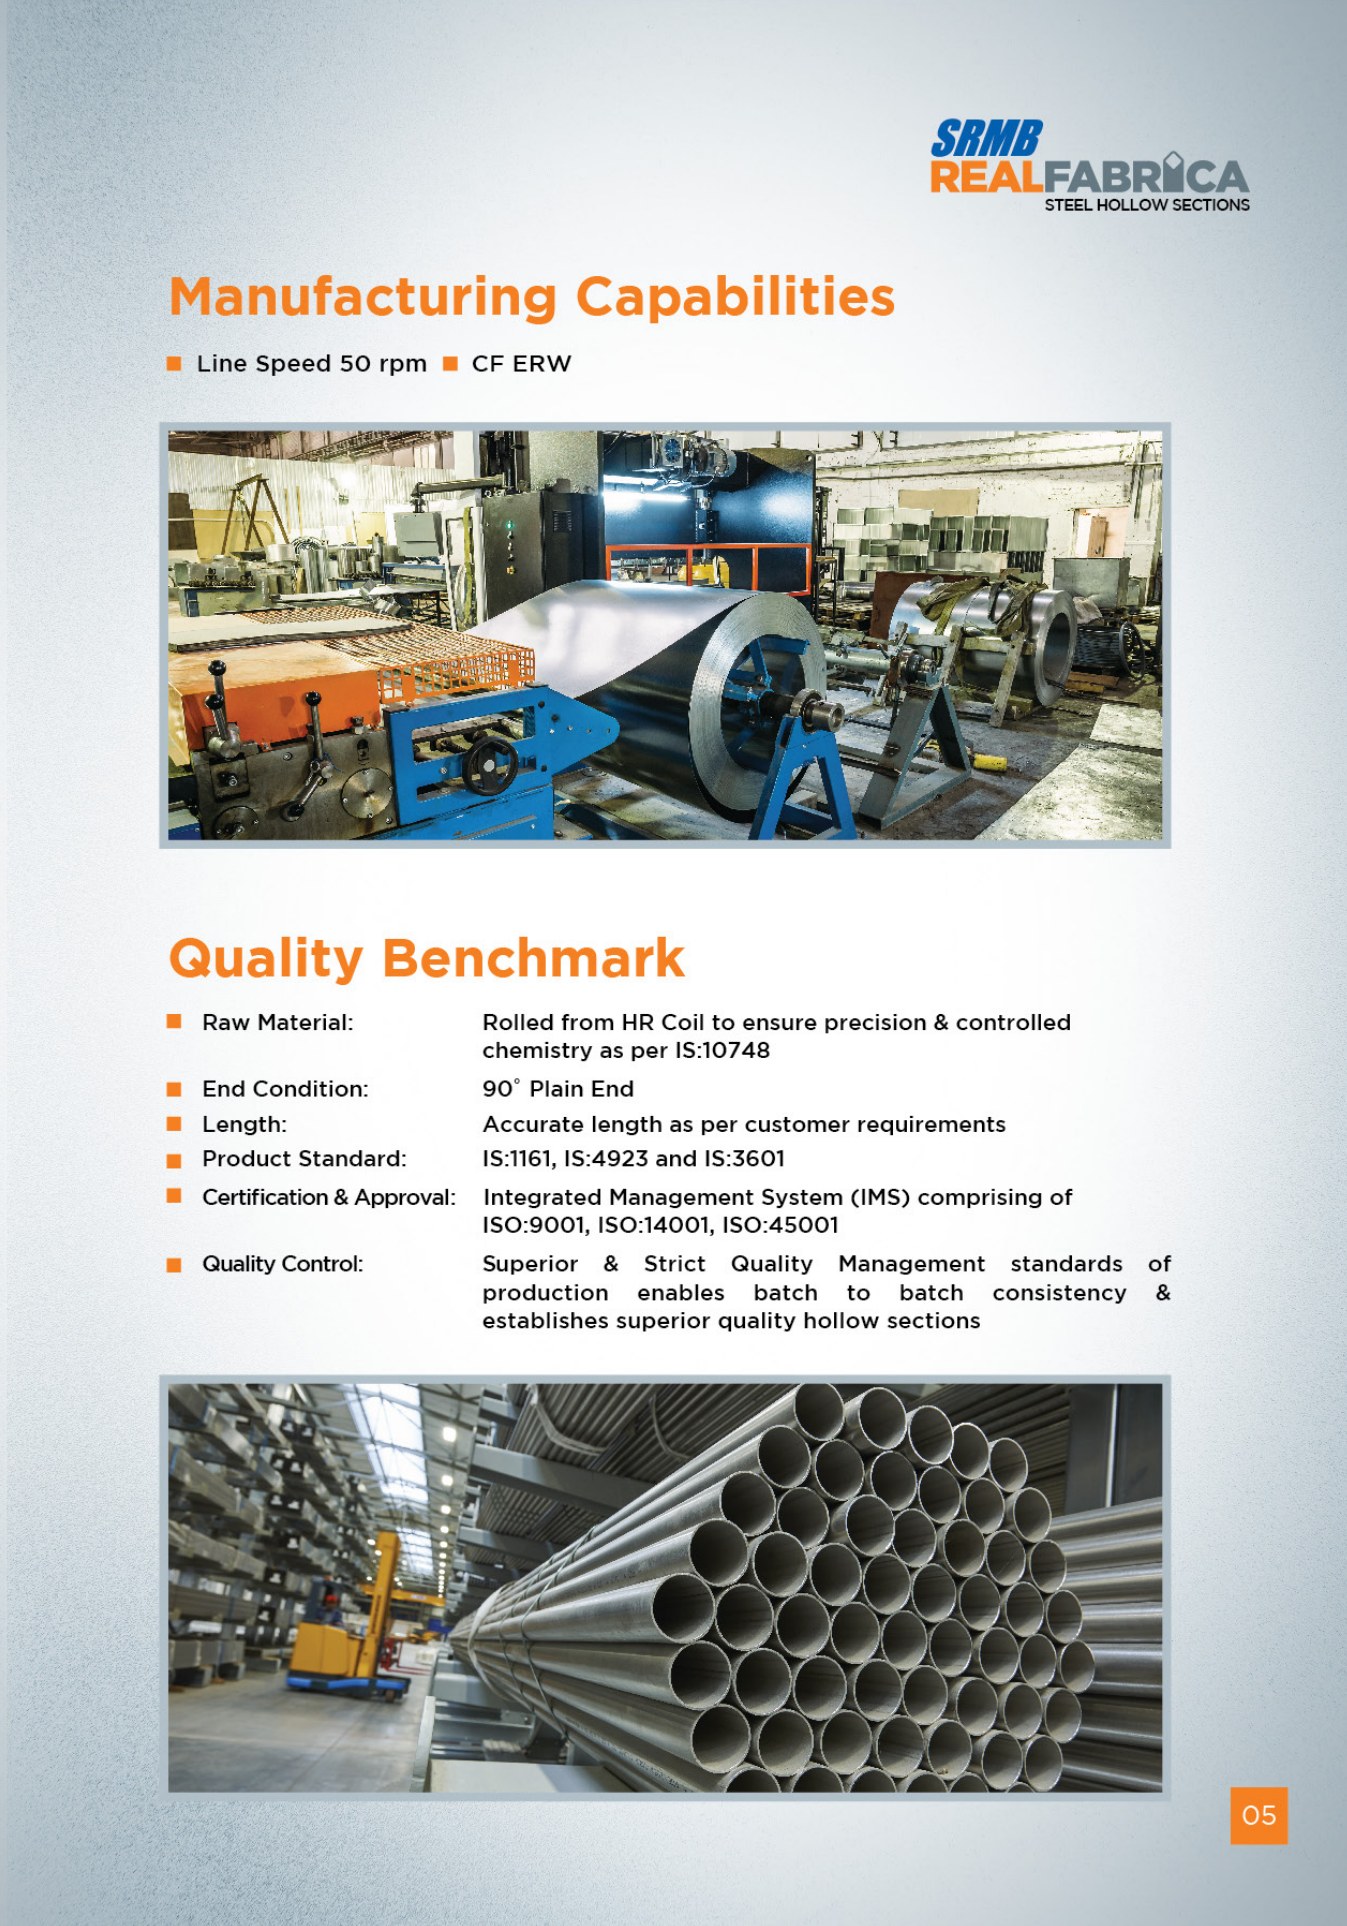 SRMB
REALFABRICA
STEEL HOLLOW SECTIONS
Manufacturing Capabilities
Line Speed 50 rpm CF ERW
Quality Benchmark
Raw Material: Rolled from HR Coil to ensure precision & controlled
chemistry as per IS:10748
End Condition: 90° Plain End
Length: Accurate length as per customer requirements
Product Standard: IS:1161, IS:4923 and IS:3601
Certification & Approval: Integrated Management System (IMS) comprising of
ISO:9001, ISO:14001, ISO:45001
Quality Control: Superior & Strict Quality Management standards of
production enables batch to batch consistency &
establishes superior quality hollow sections
05